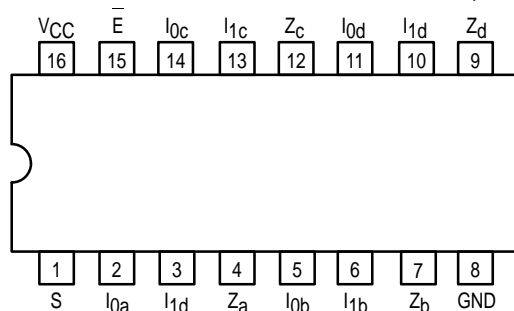 VCC E̅ I0c I1c Zc I0d I1d Zd
16 15 14 13 12 11 10 9
1 2 3 4 5 6 7 8
S I0a I1d Za I0b I1b Zb GND